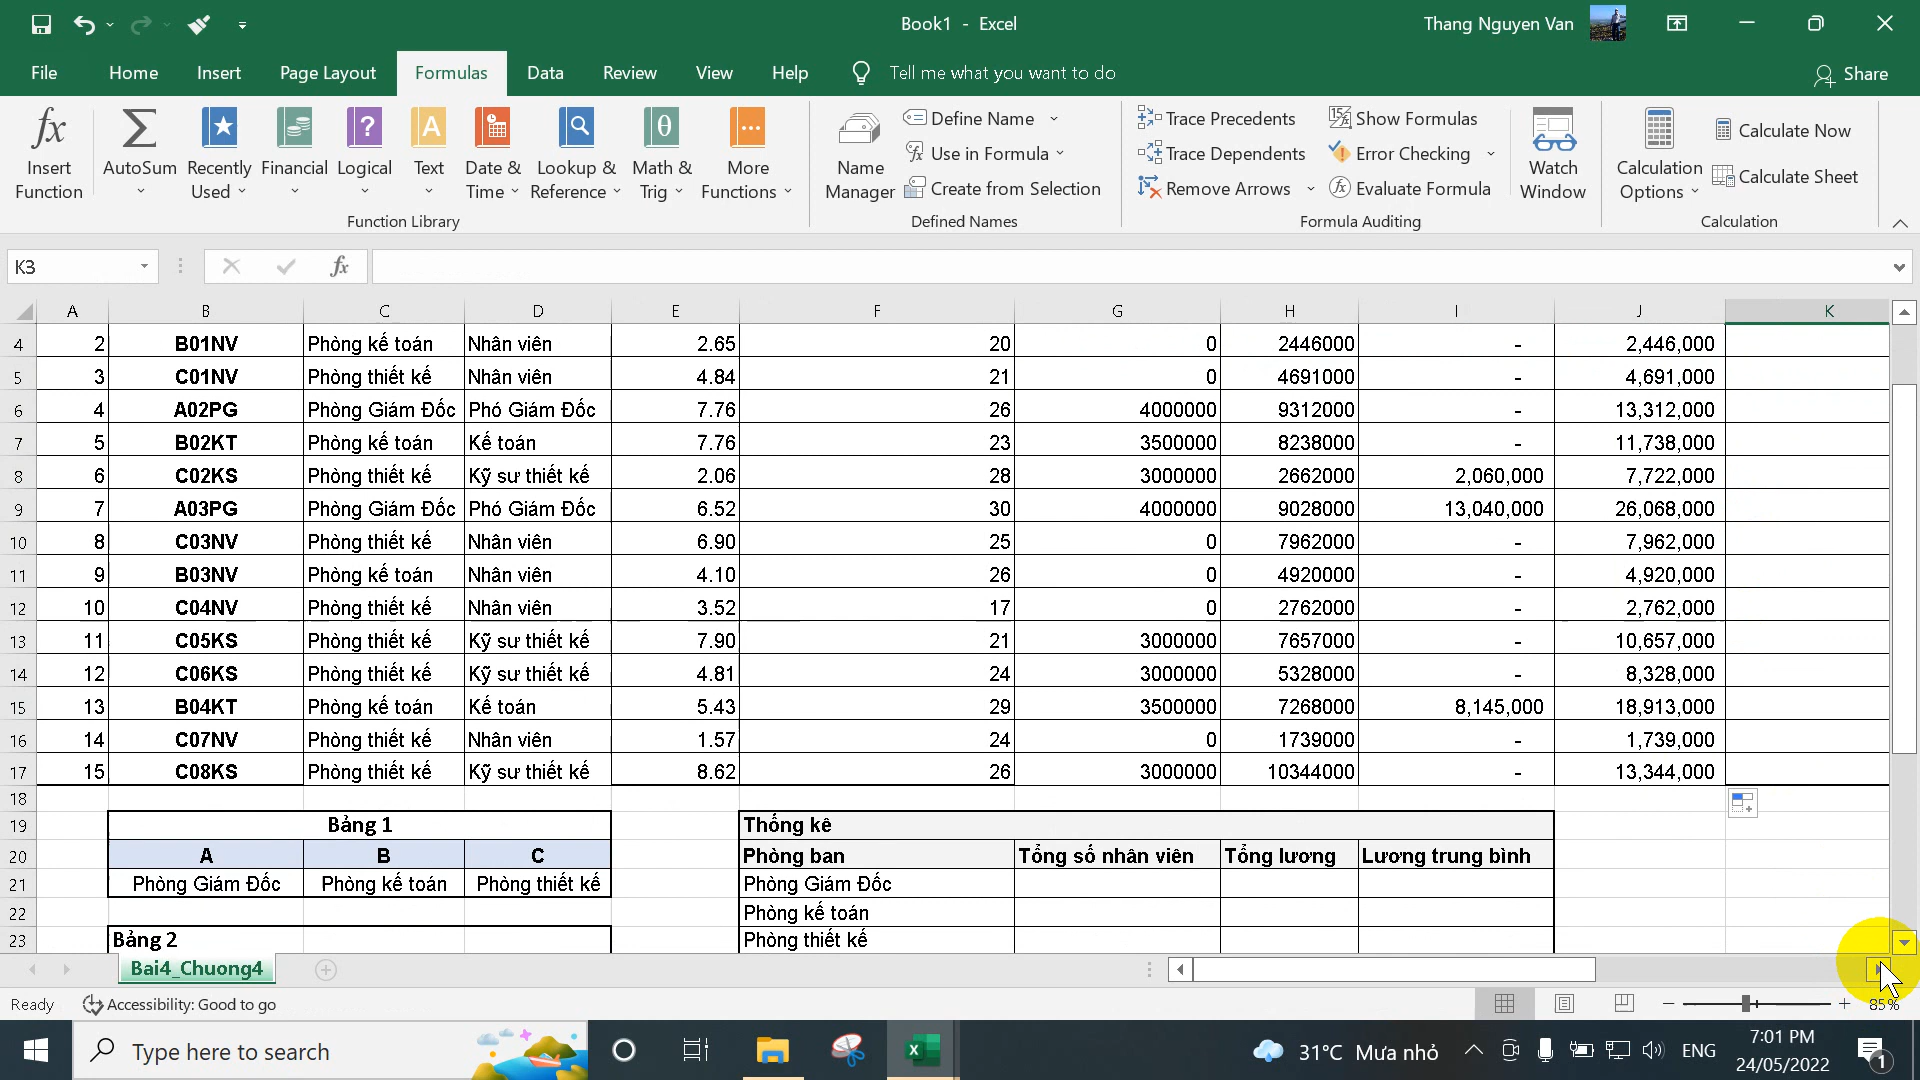 Book1 - Excel
Thang Nguyen Van
File Home Insert Page Layout Formulas Data Review View Help Tell me what you want to do Share
Insert Function
AutoSum
Recently Used
Financial
Logical
Text
Date & Time
Lookup & Reference
Math & Trig
More Functions
Function Library
Name Manager
Define Name
Use in Formula
Create from Selection
Defined Names
Trace Precedents
Trace Dependents
Remove Arrows
Show Formulas
Error Checking
Evaluate Formula
Formula Auditing
Watch Window
Calculation Options
Calculate Now
Calculate Sheet
Calculation
K3 fx
A B C D E F G H I J K
4 2 B01NV Phòng kế toán Nhân viên 2.65 20 0 2446000 - 2,446,000
5 3 C01NV Phòng thiết kế Nhân viên 4.84 21 0 4691000 - 4,691,000
6 4 A02PG Phòng Giám Đốc Phó Giám Đốc 7.76 26 4000000 9312000 - 13,312,000
7 5 B02KT Phòng kế toán Kế toán 7.76 23 3500000 8238000 - 11,738,000
8 6 C02KS Phòng thiết kế Kỹ sư thiết kế 2.06 28 3000000 2662000 2,060,000 7,722,000
9 7 A03PG Phòng Giám Đốc Phó Giám Đốc 6.52 30 4000000 9028000 13,040,000 26,068,000
10 8 C03NV Phòng thiết kế Nhân viên 6.90 25 0 7962000 - 7,962,000
11 9 B03NV Phòng kế toán Nhân viên 4.10 26 0 4920000 - 4,920,000
12 10 C04NV Phòng thiết kế Nhân viên 3.52 17 0 2762000 - 2,762,000
13 11 C05KS Phòng thiết kế Kỹ sư thiết kế 7.90 21 3000000 7657000 - 10,657,000
14 12 C06KS Phòng thiết kế Kỹ sư thiết kế 4.81 24 3000000 5328000 - 8,328,000
15 13 B04KT Phòng kế toán Kế toán 5.43 29 3500000 7268000 8,145,000 18,913,000
16 14 C07NV Phòng thiết kế Nhân viên 1.57 24 0 1739000 - 1,739,000
17 15 C08KS Phòng thiết kế Kỹ sư thiết kế 8.62 26 3000000 10344000 - 13,344,000
18
19 Bảng 1 Thống kê
20 A B C Phòng ban Tổng số nhân viên Tổng lương Lương trung bình
21 Phòng Giám Đốc Phòng kế toán Phòng thiết kế Phòng Giám Đốc
22 Phòng kế toán
23 Bảng 2 Phòng thiết kế
Bai4_Chuong4
Ready Accessibility: Good to go 85%
Type here to search
31°C Mưa nhỏ
ENG
7:01 PM
24/05/2022
1